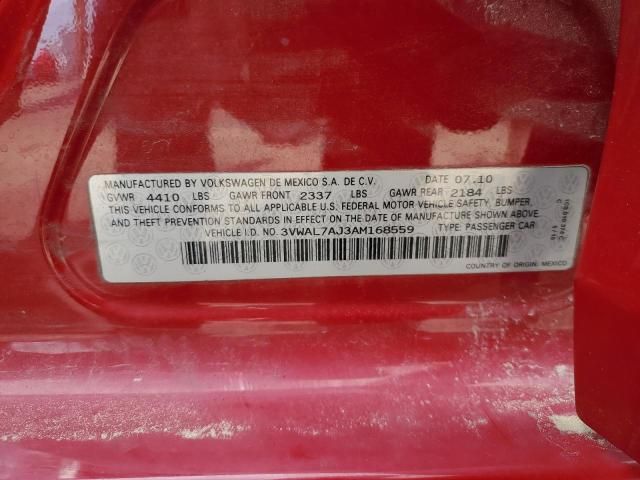 MANUFACTURED BY VOLKSWAGEN DE MEXICO S.A. DE C.V. DATE 07.10
GVWR 4410 LBS GAWR FRONT 2337 LBS GAWR REAR 2184 LBS
THIS VEHICLE CONFORMS TO ALL APPLICABLE U.S. FEDERAL MOTOR VEHICLE SAFETY, BUMPER,
AND THEFT PREVENTION STANDARDS IN EFFECT ON THE DATE OF MANUFACTURE SHOWN ABOVE.
VEHICLE I.D. NO. 3VWAL7AJ3AM168559 TYPE: PASSENGER CAR
COUNTRY OF ORIGIN: MEXICO